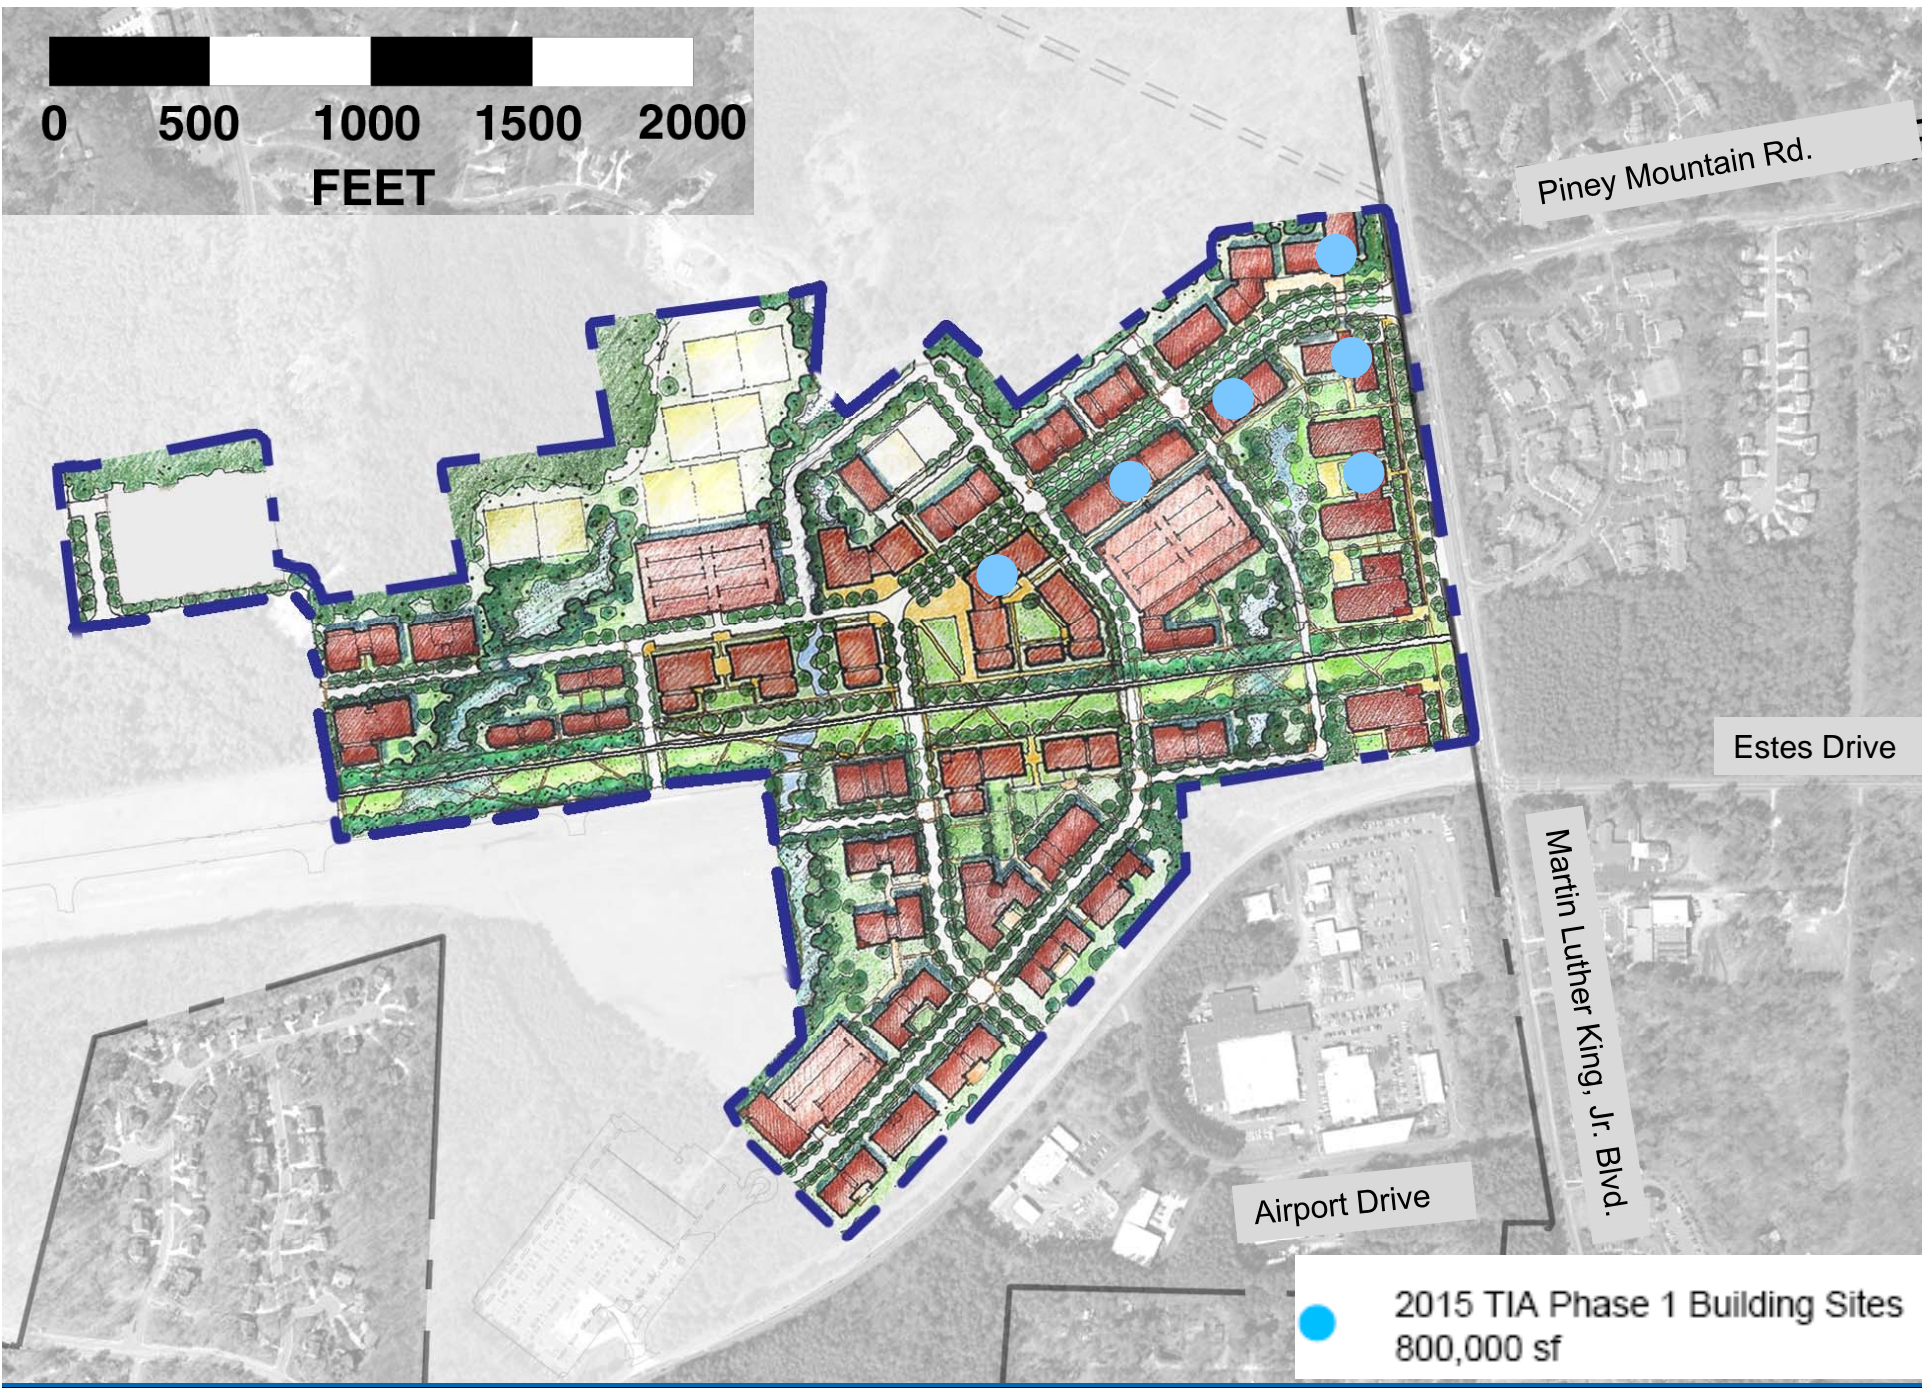 0 500 1000 1500 2000
FEET
Piney Mountain Rd.
Estes Drive
Martin Luther King, Jr. Blvd.
Airport Drive
2015 TIA Phase 1 Building Sites
800,000 sf